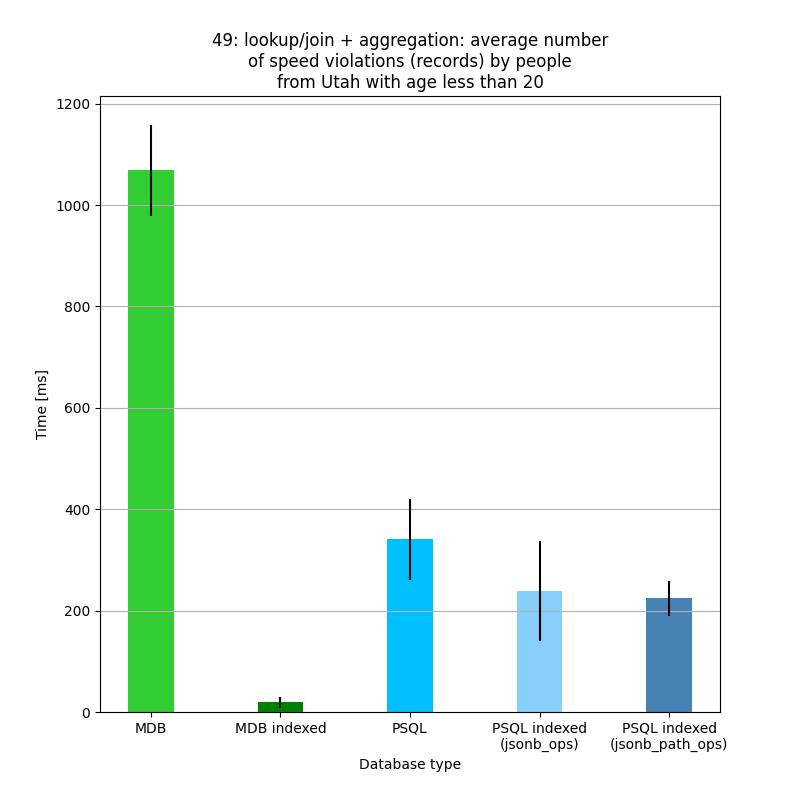 49: lookup/join + aggregation: average number
of speed violations (records) by people
from Utah with age less than 20
1200
1000
800
600
400
200
0
Time [ms]
MDB
MDB indexed
PSQL
PSQL indexed
(jsonb_ops)
PSQL indexed
(jsonb_path_ops)
Database type